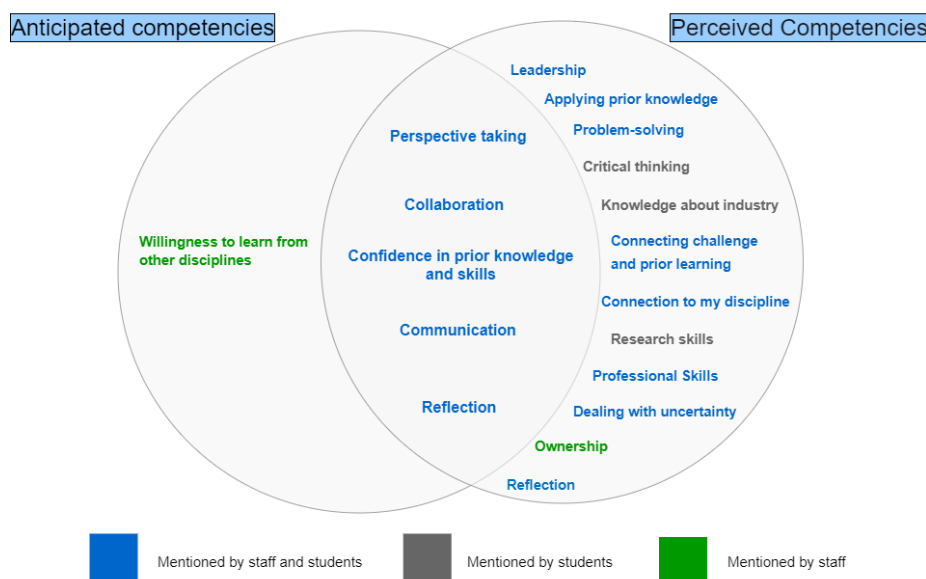 Anticipated competencies
Perceived Competencies
Leadership
Applying prior knowledge
Problem-solving
Perspective taking
Critical thinking
Collaboration
Knowledge about industry
Willingness to learn from
other disciplines
Connecting challenge
and prior learning
Confidence in prior knowledge
and skills
Connection to my discipline
Communication
Research skills
Professional Skills
Reflection
Dealing with uncertainty
Ownership
Reflection
Mentioned by staff and students
Mentioned by students
Mentioned by staff